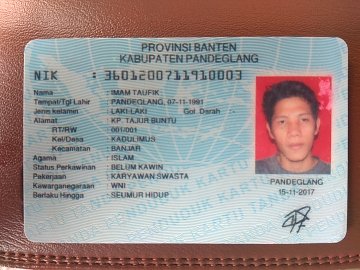 PROVINSI BANTEN
KABUPATEN PANDEGLANG
NIK : 3601200711910003
Nama : IMAM TAUFIK
Tempat/Tgl Lahir : PANDEGLANG, 07-11-1991
Jenis kelamin : LAKI-LAKI Gol. Darah :-
Alamat : KP. TAJUR BUNTU
RT/RW : 001/001
Kel/Desa : KADULIMUS
Kecamatan : BANJAR
Agama : ISLAM
Status Perkawinan : BELUM KAWIN
Pekerjaan : KARYAWAN SWASTA
Kewarganegaraan : WNI
Berlaku Hingga : SEUMUR HIDUP
PANDEGLANG
15-11-2017